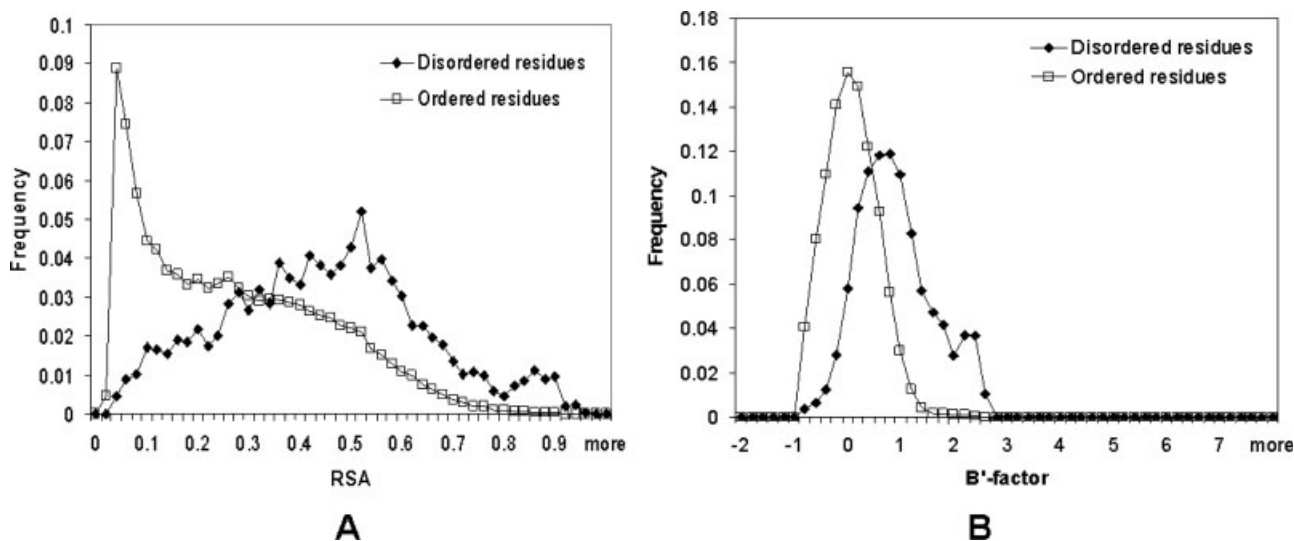 0.1
0.09
0.08
0.07
0.06
0.05
0.04
0.03
0.02
0.01
0
Frequency
Disordered residues
Ordered residues
0 0.1 0.2 0.3 0.4 0.5 0.6 0.7 0.8 0.9 more
RSA
A
0.18
0.16
0.14
0.12
0.1
0.08
0.06
0.04
0.02
0
Frequency
Disordered residues
Ordered residues
-2 -1 0 1 2 3 4 5 6 7 more
B'-factor
B